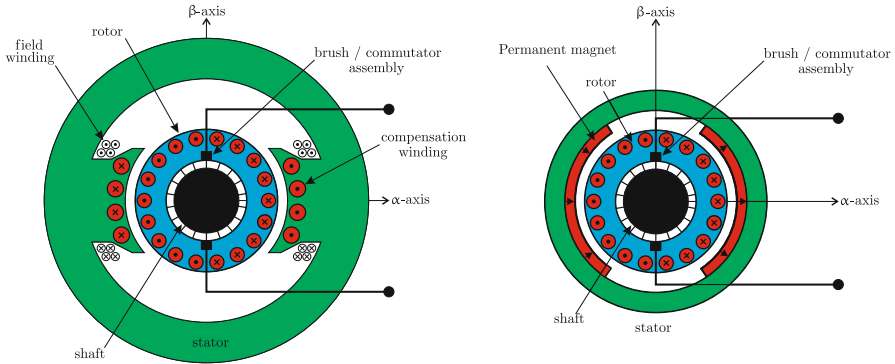 β-axis
rotor
field
winding
brush / commutator
assembly
compensation
winding
α-axis
shaft
stator
β-axis
Permanent magnet
brush / commutator
assembly
rotor
α-axis
shaft
stator